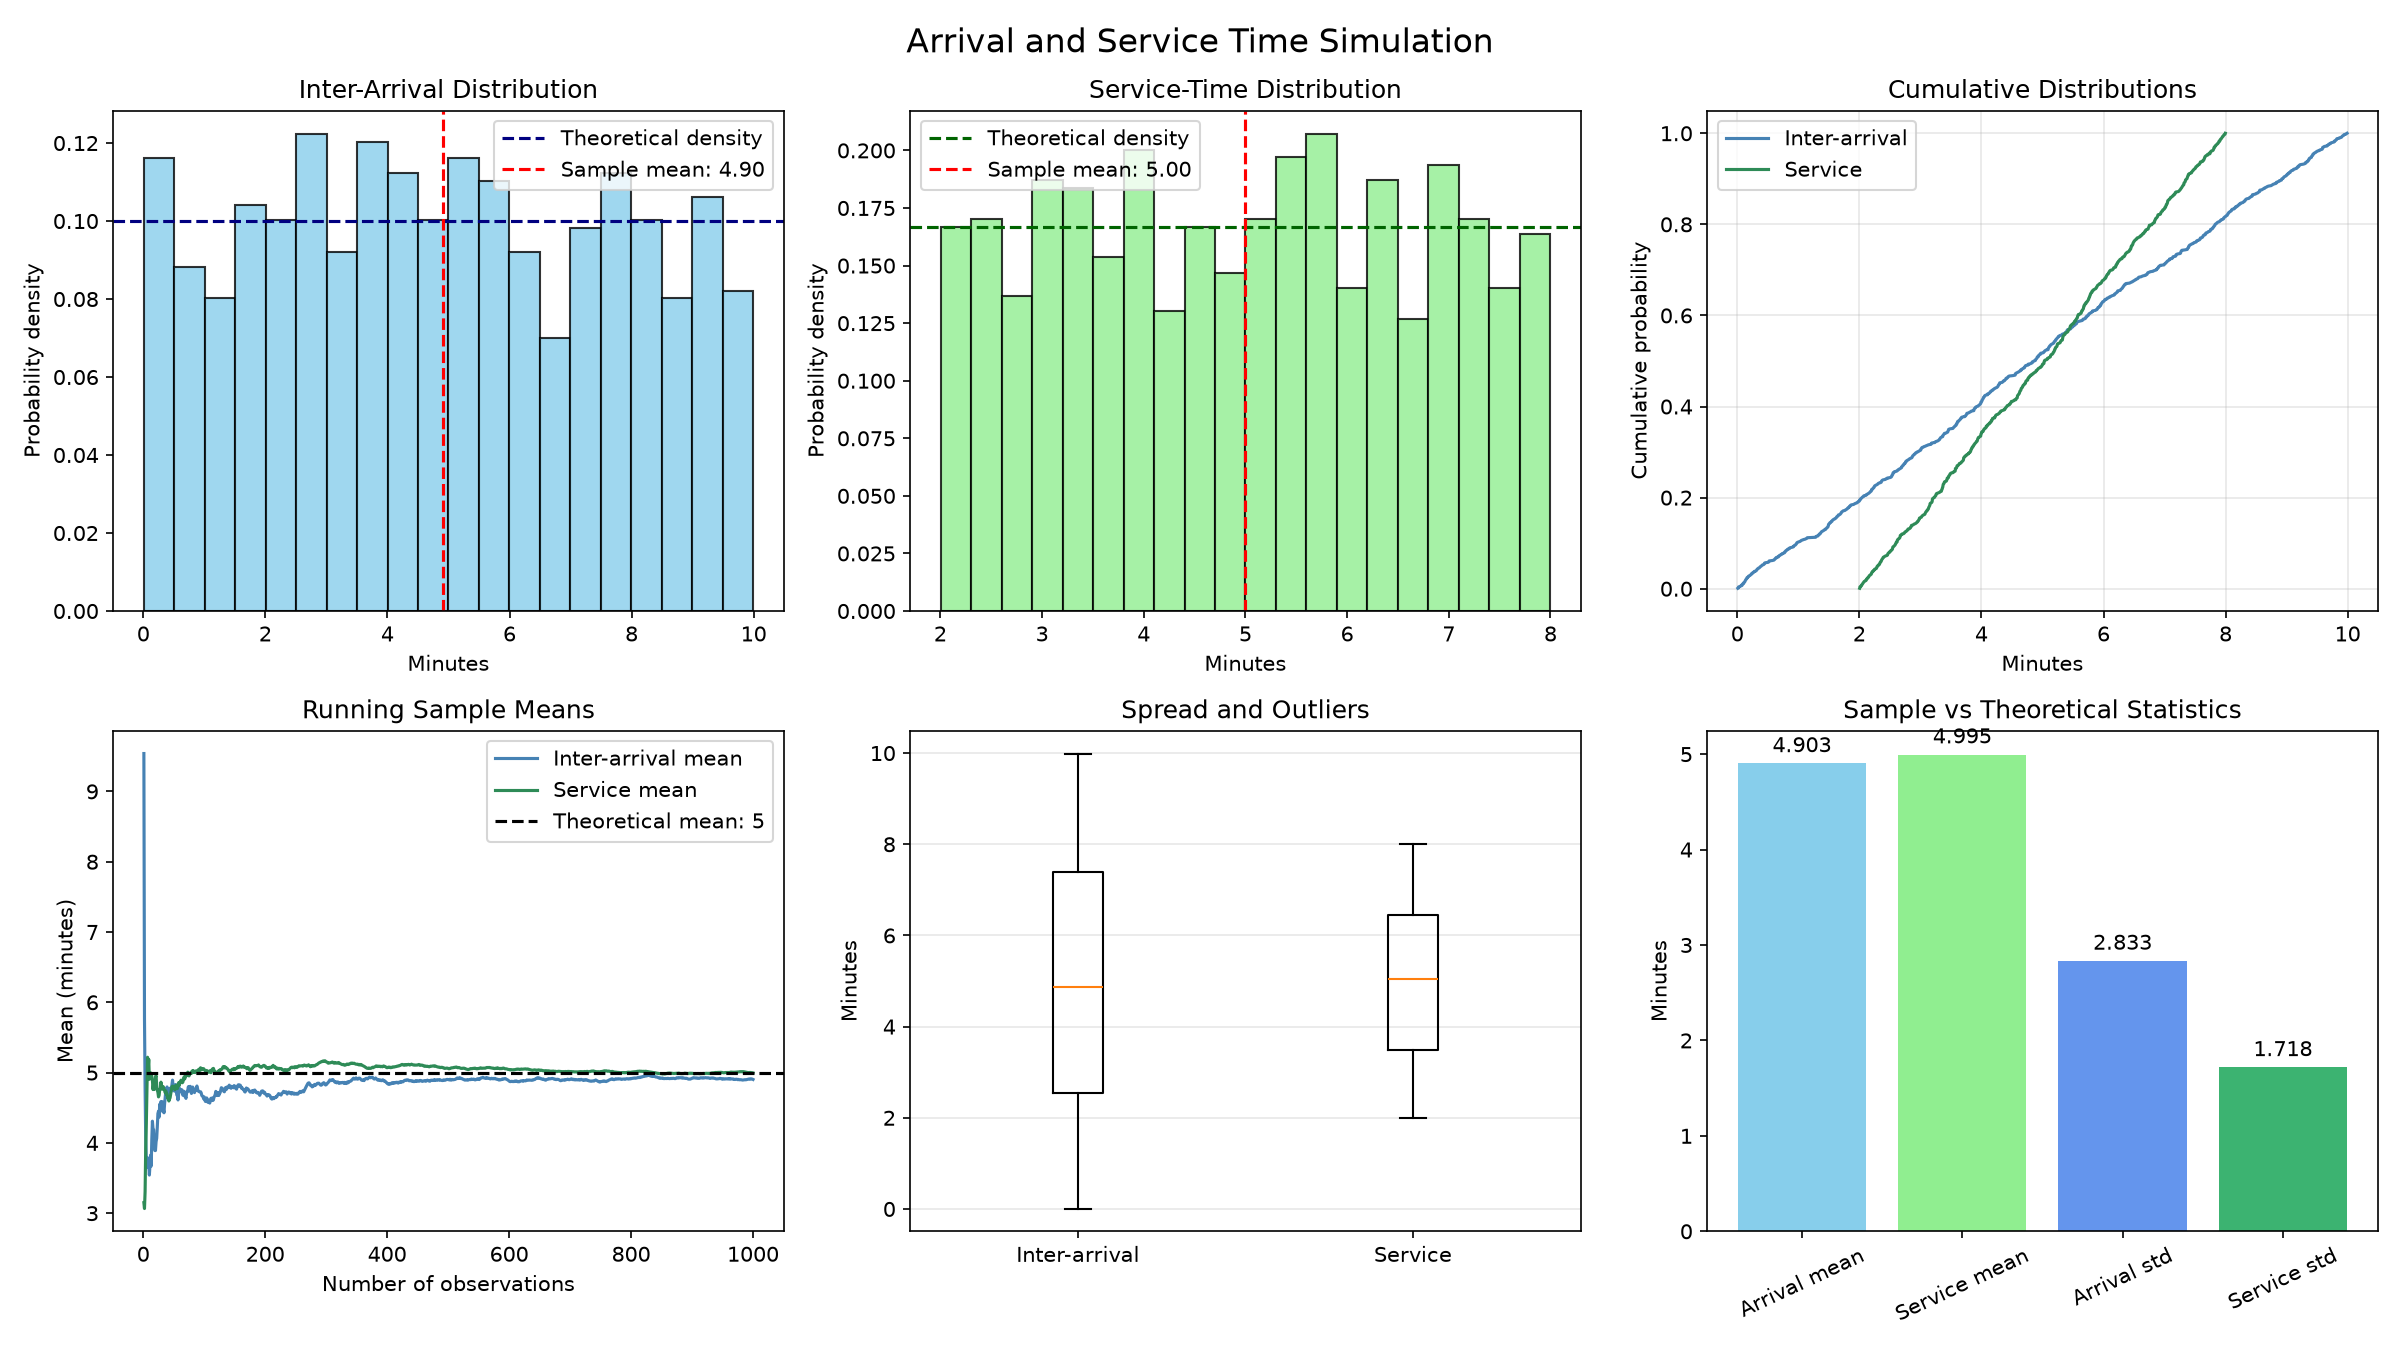 Arrival and Service Time Simulation
Inter-Arrival Distribution
Theoretical density
Sample mean: 4.90
Probability density
0.12
0.10
0.08
0.06
0.04
0.02
0.00
0 2 4 6 8 10
Minutes
Service-Time Distribution
Theoretical density
Sample mean: 5.00
Probability density
0.200
0.175
0.150
0.125
0.100
0.075
0.050
0.025
0.000
2 3 4 5 6 7 8
Minutes
Cumulative Distributions
Inter-arrival
Service
Cumulative probability
1.0
0.8
0.6
0.4
0.2
0.0
0 2 4 6 8 10
Minutes
Running Sample Means
Inter-arrival mean
Service mean
Theoretical mean: 5
Mean (minutes)
9
8
7
6
5
4
3
0 200 400 600 800 1000
Number of observations
Spread and Outliers
Minutes
10
8
6
4
2
0
Inter-arrival Service
Sample vs Theoretical Statistics
4.903 4.995 2.833 1.718
Minutes
5
4
3
2
1
0
Arrival mean Service mean Arrival std Service std